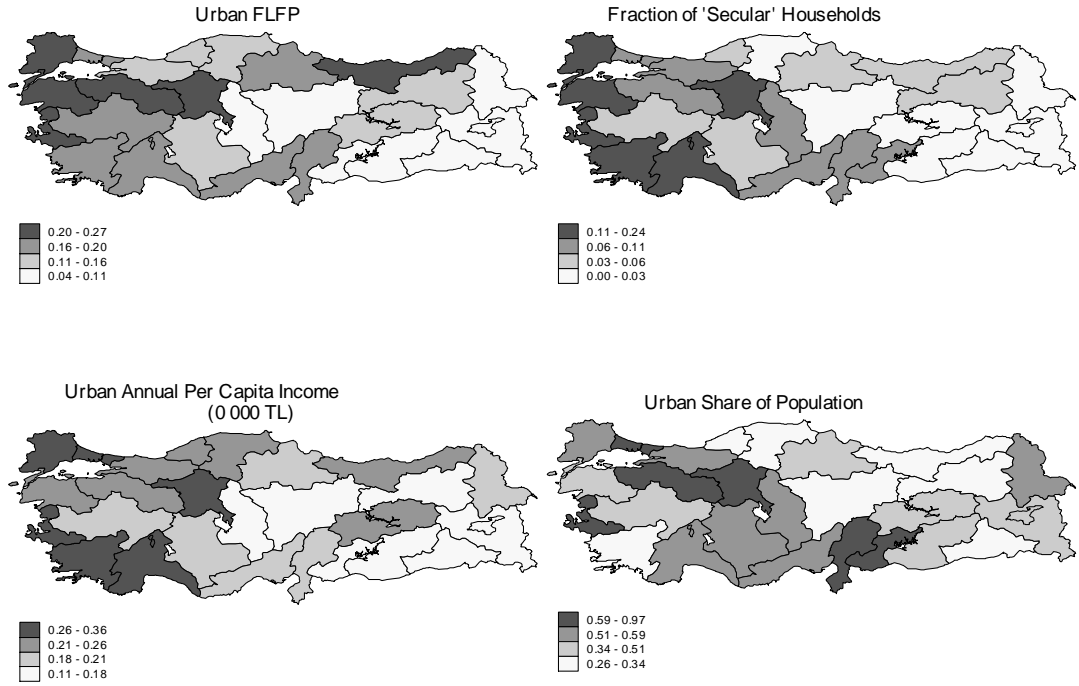 Urban FLFP
0.20 - 0.27
0.16 - 0.20
0.11 - 0.16
0.04 - 0.11
Fraction of 'Secular' Households
0.11 - 0.24
0.06 - 0.11
0.03 - 0.06
0.00 - 0.03
Urban Annual Per Capita Income
(0 000 TL)
0.26 - 0.36
0.21 - 0.26
0.18 - 0.21
0.11 - 0.18
Urban Share of Population
0.59 - 0.97
0.51 - 0.59
0.34 - 0.51
0.26 - 0.34